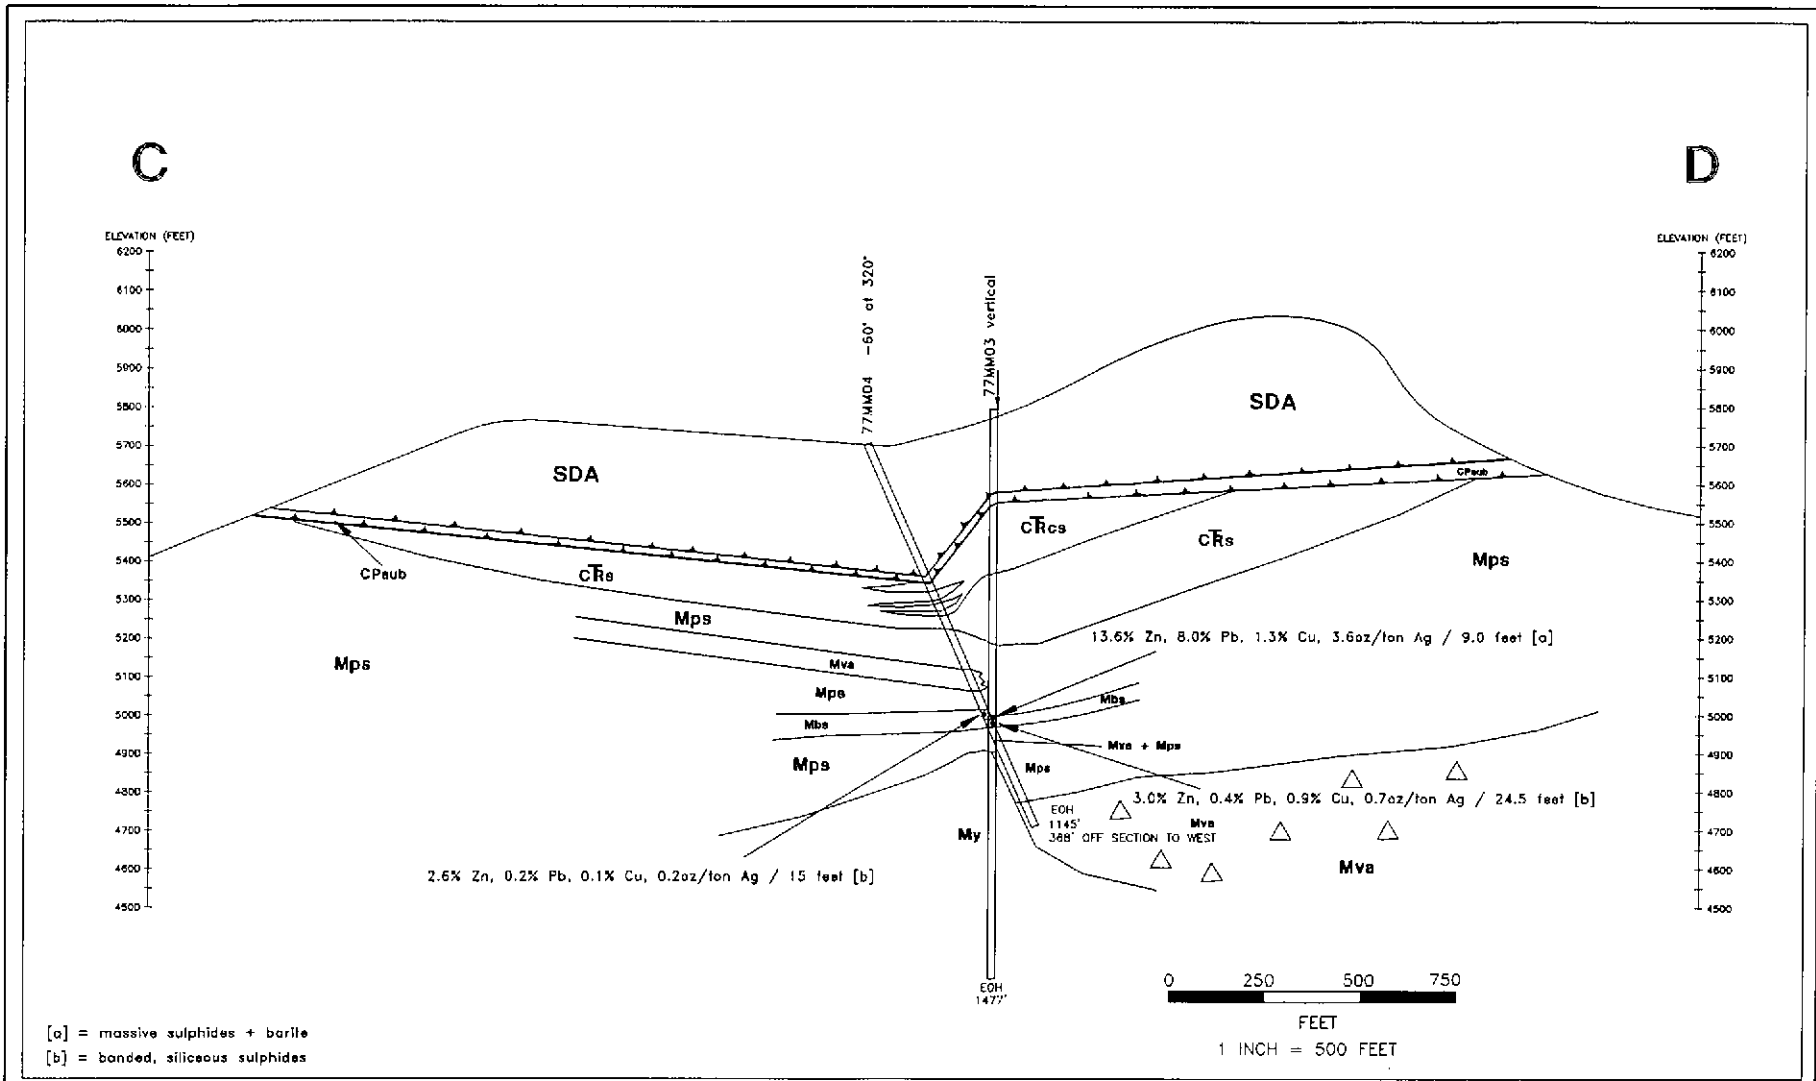 C
D
ELEVATION (FEET)
6200
6100
6000
5900
5800
5700
5600
5500
5400
5300
5200
5100
5000
4900
4800
4700
4600
4500
ELEVATION (FEET)
6200
6100
6000
5900
5800
5700
5600
5500
5400
5300
5200
5100
5000
4900
4800
4700
4600
4500
77MM04 -60° at 320°
77MM03 vertical
SDA
SDA
CPsub
CPsub
CTRcs
CTRs
CTRs
Mps
Mps
Mps
Mva
Mps
Mbs
Mbs
Mps
Mva + Mps
Mps
My
Mva
Mva
13.6% Zn, 8.0% Pb, 1.3% Cu, 3.6oz/ton Ag / 9.0 feet [a]
3.0% Zn, 0.4% Pb, 0.9% Cu, 0.7oz/ton Ag / 24.5 feet [b]
2.6% Zn, 0.2% Pb, 0.1% Cu, 0.2oz/ton Ag / 15 feet [b]
EOH
1145'
388' OFF SECTION TO WEST
EOH
1477'
0 250 500 750
FEET
1 INCH = 500 FEET
[a] = massive sulphides + barite
[b] = banded, siliceous sulphides